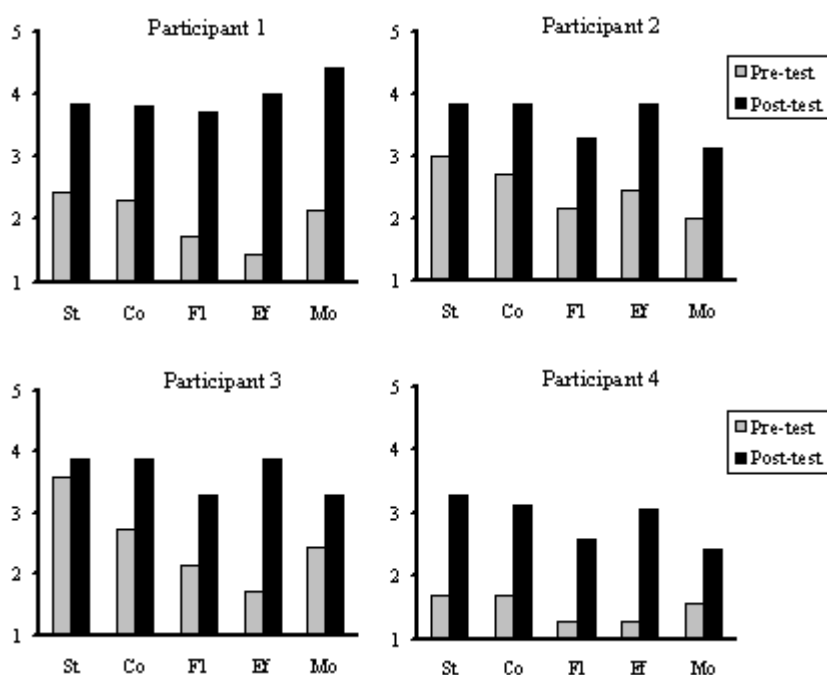 Participant 1
5
4
3
2
1
St. Co Fl Ef Mo
Participant 2
5
4
3
2
1
St. Co Fl Ef Mo
Pre-test
Post-test
Participant 3
5
4
3
2
1
St. Co Fl Ef Mo
Participant 4
5
4
3
2
1
St. Co Fl Ef Mo
Pre-test
Post-test